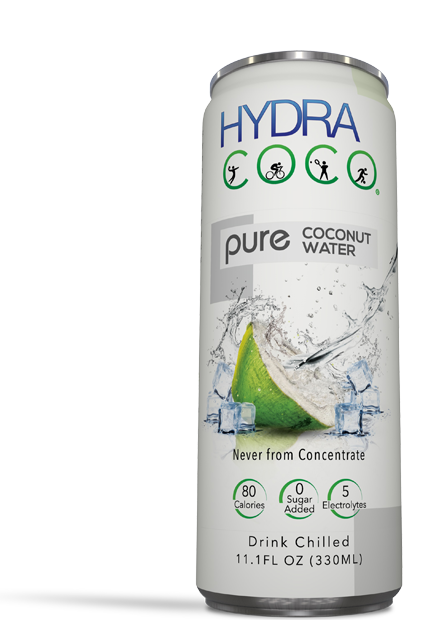 HYDRA
COCO
pure COCONUT
WATER
Never from Concentrate
80
Calories
0
Sugar
Added
5
Electrolytes
Drink Chilled
11.1FL OZ (330ML)